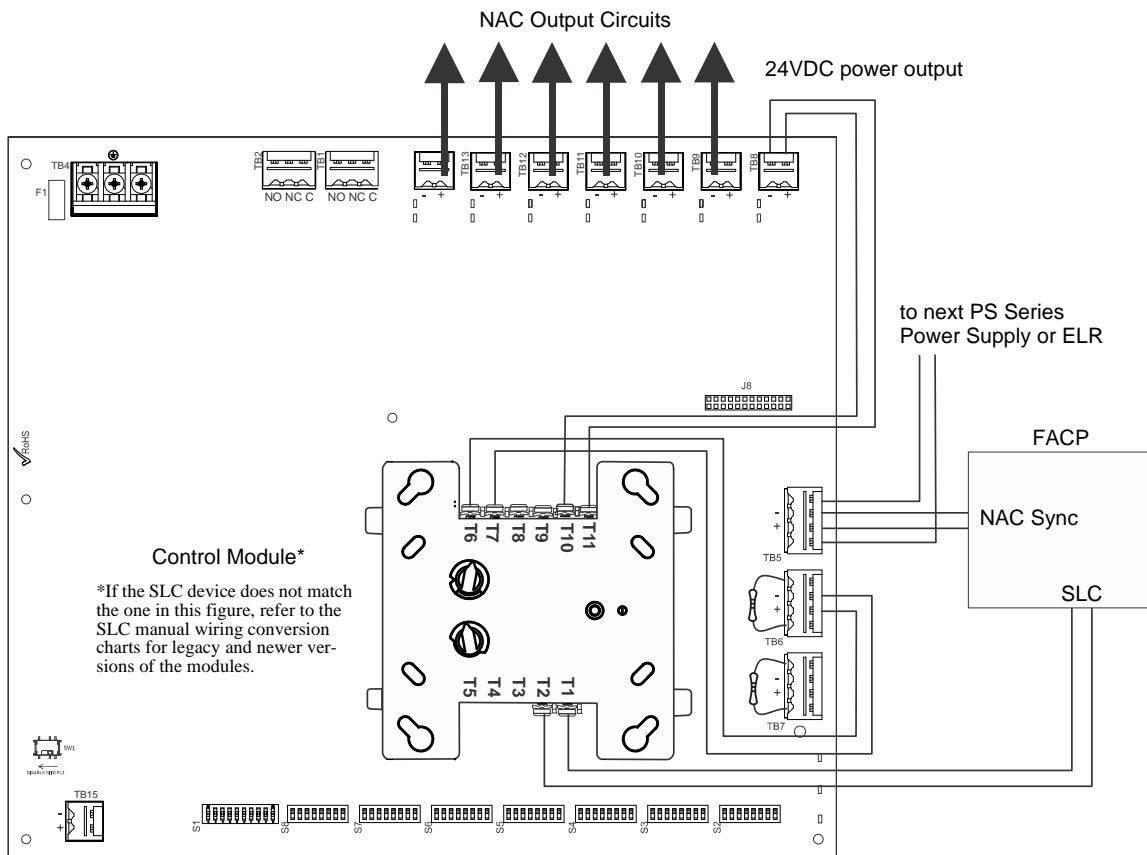 NAC Output Circuits
24VDC power output
TB4
F1
TB2
TB1
TB13
TB12
TB11
TB10
TB9
TB8
NO NC C
NO NC C
- +
- +
- +
- +
- +
- +
- +
to next PS Series
Power Supply or ELR
J8
RoHS
FACP
T6
T7
T8
T9
T10
T11
-
+
NAC Sync
TB5
Control Module*
*If the SLC device does not match
the one in this figure, refer to the
SLC manual wiring conversion
charts for legacy and newer ver-
sions of the modules.
SLC
-
+
TB6
T5
T4
T3
T2
T1
-
+
TB7
SW1
DISABLE GND FLT
TB15
-
+
S1
S8
S7
S6
S5
S4
S3
S2